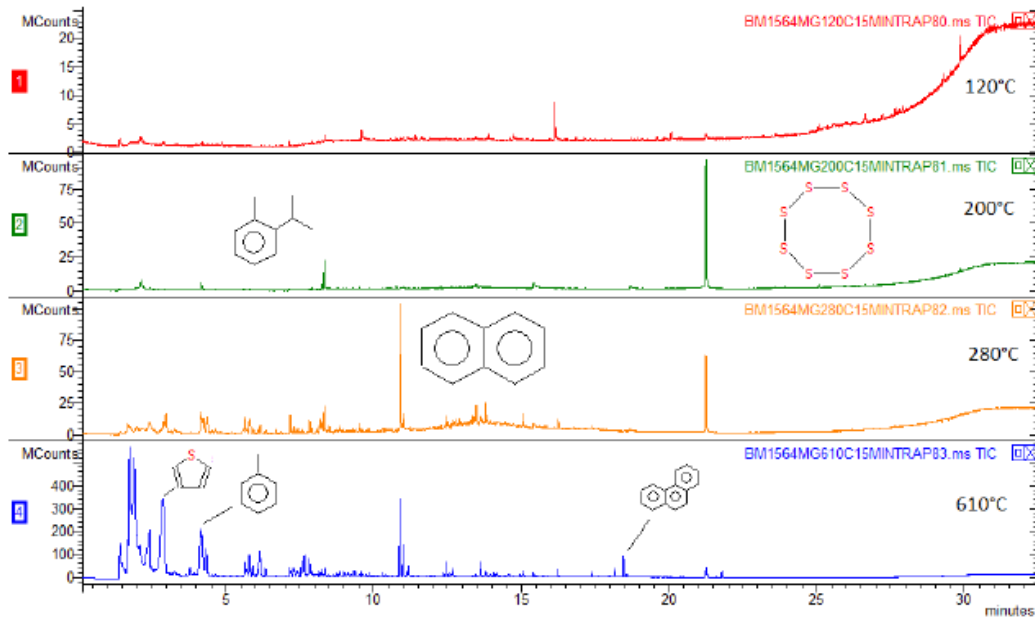 MCounts
BM1564MG120C15MINTRAP80.ms TIC
20
15
10
5
0
1
120°C
MCounts
BM1564MG200C15MINTRAP81.ms TIC
75
50
25
0
2
200°C
S S
S S
S S
S S
MCounts
BM1564MG280C15MINTRAP82.ms TIC
75
50
25
0
3
280°C
MCounts
BM1564MG610C15MINTRAP83.ms TIC
400
300
200
100
0
4
610°C
S
5 10 15 20 25 30
minutes